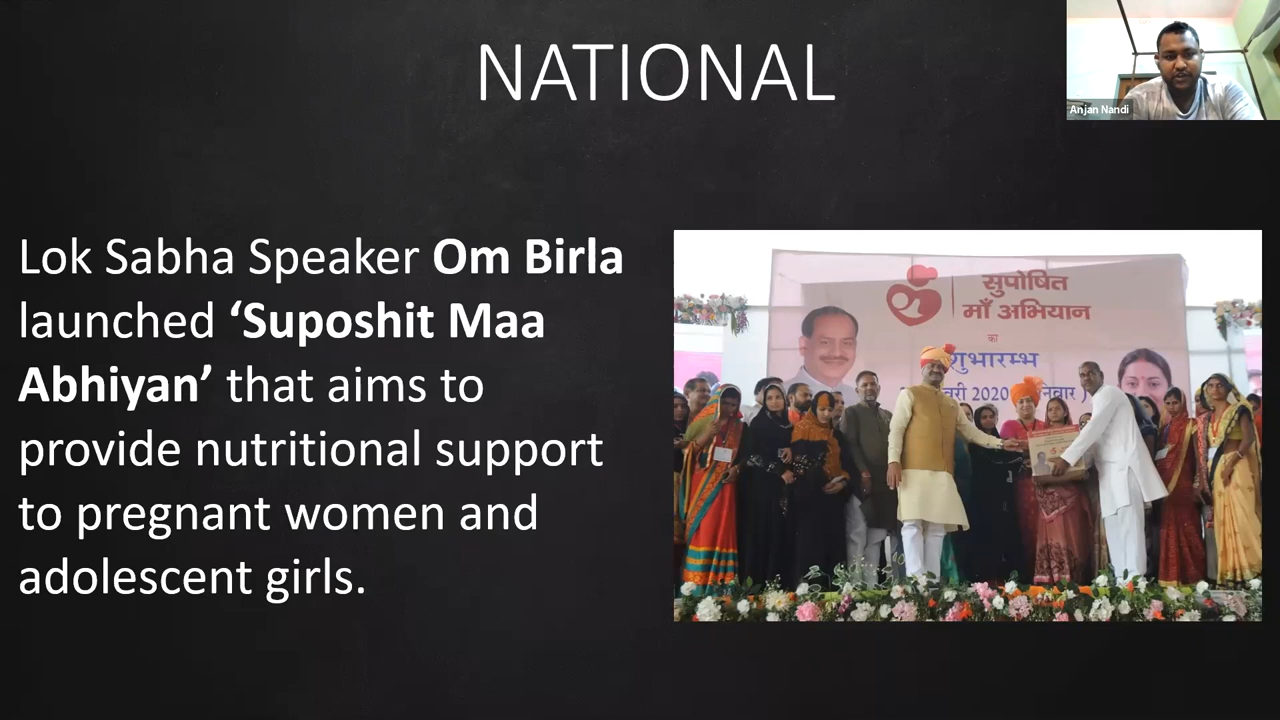 NATIONAL
Anjan Nandi
Lok Sabha Speaker Om Birla
launched ‘Suposhit Maa
Abhiyan’ that aims to
provide nutritional support
to pregnant women and
adolescent girls.
सुपोषित
माँ अभियान
का
शुभारम्भ
2020